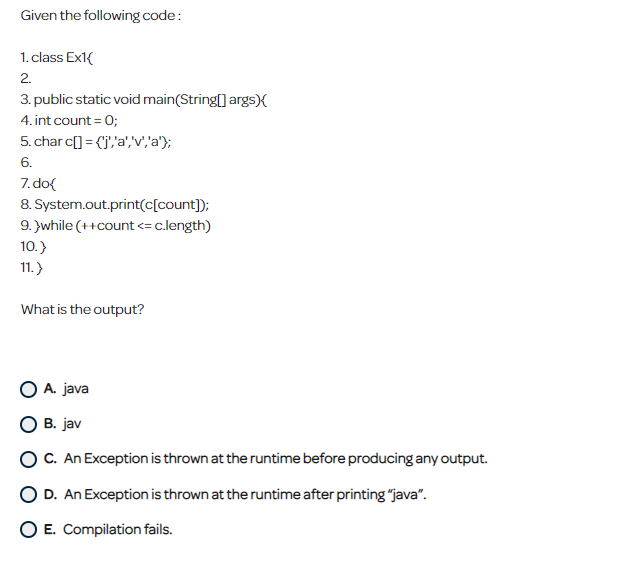 Given the following code :
1. class Ex1{
2.
3. public static void main(String[] args){
4. int count = 0;
5. char c[] = {'j','a','v','a'};
6.
7. do{
8. System.out.print(c[count]);
9. }while (++count <= c.length)
10. }
11. }
What is the output?
A. java
B. jav
C. An Exception is thrown at the runtime before producing any output.
D. An Exception is thrown at the runtime after printing “java”.
E. Compilation fails.